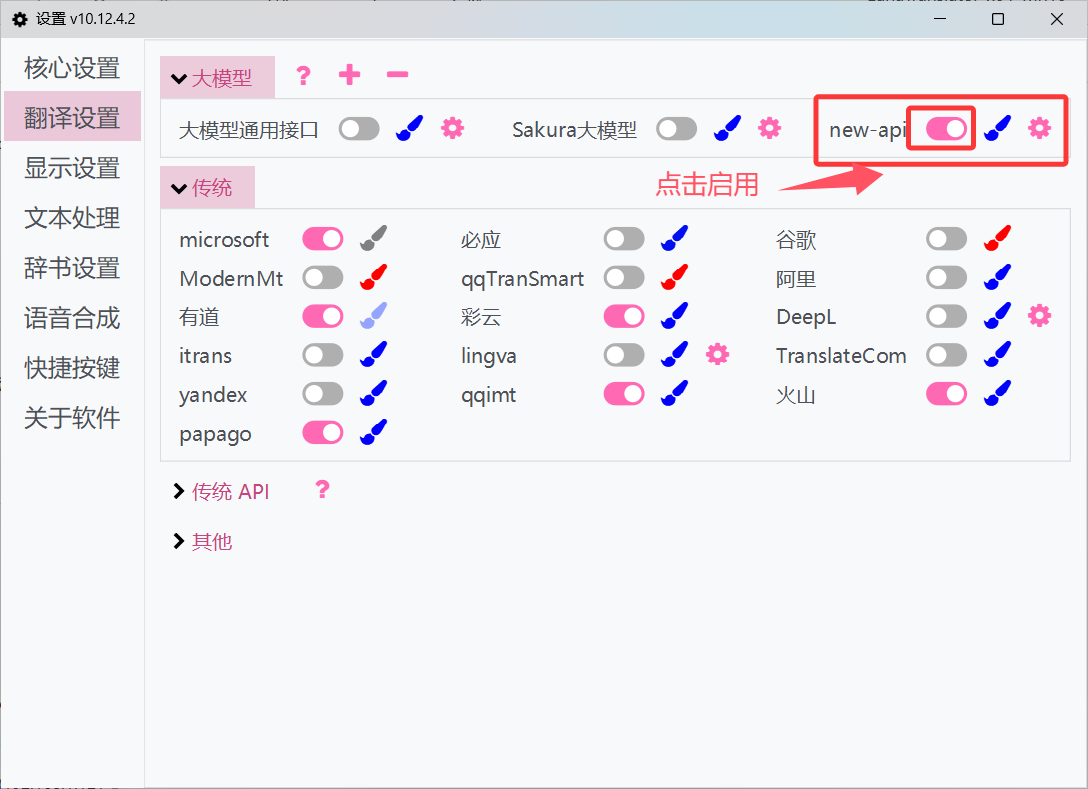 设置 v10.12.4.2
核心设置
翻译设置
显示设置
文本处理
辞书设置
语音合成
快捷按键
关于软件
大模型 ?
大模型通用接口 Sakura大模型 new-api
点击启用
传统
microsoft 必应 谷歌
ModernMt qqTranSmart 阿里
有道 彩云 DeepL
itrans lingva TranslateCom
yandex qqimt 火山
papago
传统 API ?
其他